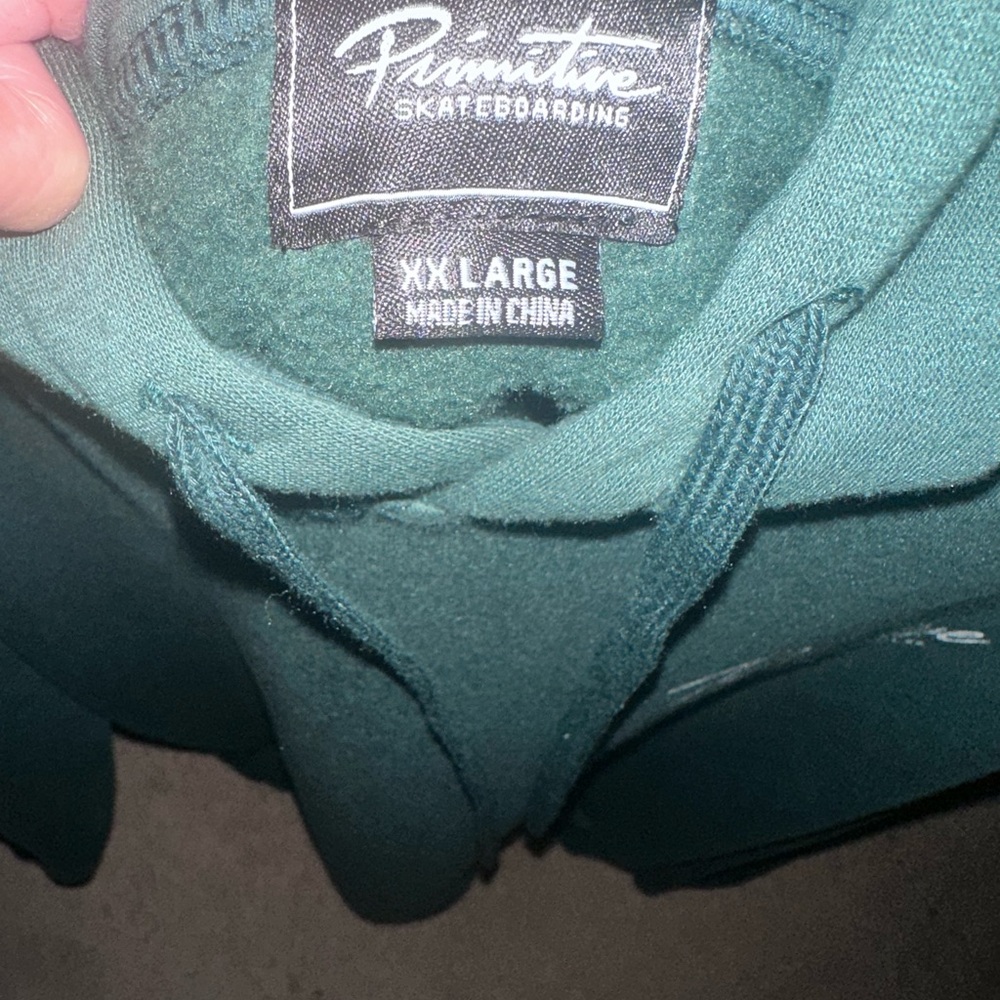 Primitive
SKATEBOARDING
XX LARGE
MADE IN CHINA